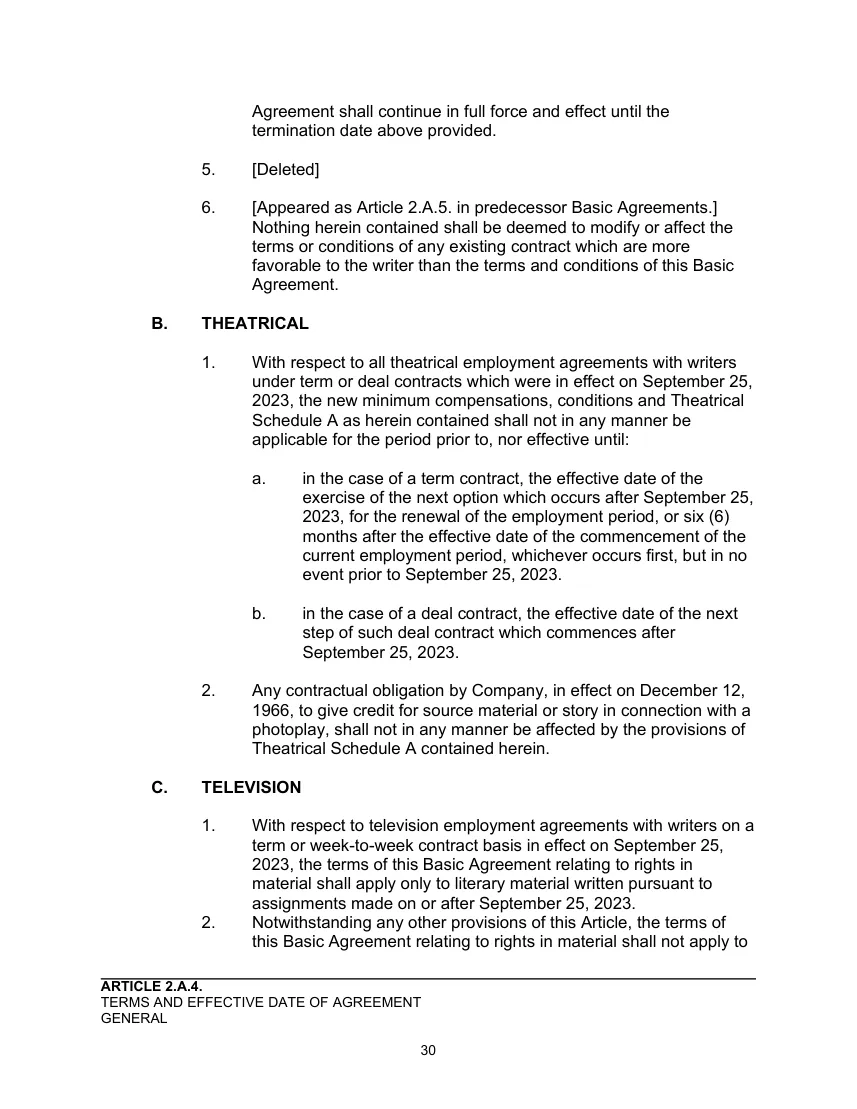 Agreement shall continue in full force and effect until the
termination date above provided.
5. [Deleted]
6. [Appeared as Article 2.A.5. in predecessor Basic Agreements.]
Nothing herein contained shall be deemed to modify or affect the
terms or conditions of any existing contract which are more
favorable to the writer than the terms and conditions of this Basic
Agreement.
B. THEATRICAL
1. With respect to all theatrical employment agreements with writers
under term or deal contracts which were in effect on September 25,
2023, the new minimum compensations, conditions and Theatrical
Schedule A as herein contained shall not in any manner be
applicable for the period prior to, nor effective until:
a. in the case of a term contract, the effective date of the
exercise of the next option which occurs after September 25,
2023, for the renewal of the employment period, or six (6)
months after the effective date of the commencement of the
current employment period, whichever occurs first, but in no
event prior to September 25, 2023.
b. in the case of a deal contract, the effective date of the next
step of such deal contract which commences after
September 25, 2023.
2. Any contractual obligation by Company, in effect on December 12,
1966, to give credit for source material or story in connection with a
photoplay, shall not in any manner be affected by the provisions of
Theatrical Schedule A contained herein.
C. TELEVISION
1. With respect to television employment agreements with writers on a
term or week-to-week contract basis in effect on September 25,
2023, the terms of this Basic Agreement relating to rights in
material shall apply only to literary material written pursuant to
assignments made on or after September 25, 2023.
2. Notwithstanding any other provisions of this Article, the terms of
this Basic Agreement relating to rights in material shall not apply to
ARTICLE 2.A.4.
TERMS AND EFFECTIVE DATE OF AGREEMENT
GENERAL
30